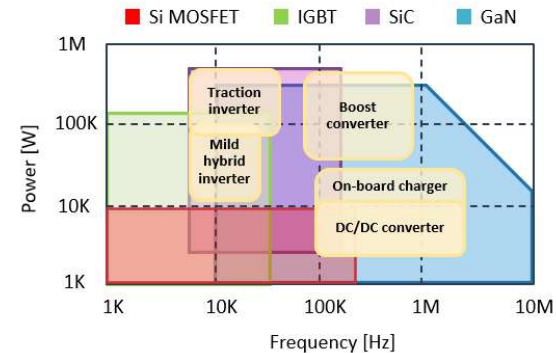 Si MOSFET IGBT SiC GaN
1M
100K
10K
1K
Power [W]
Traction
inverter
Mild
hybrid
inverter
Boost
converter
On-board charger
DC/DC converter
1K 10K 100K 1M 10M
Frequency [Hz]